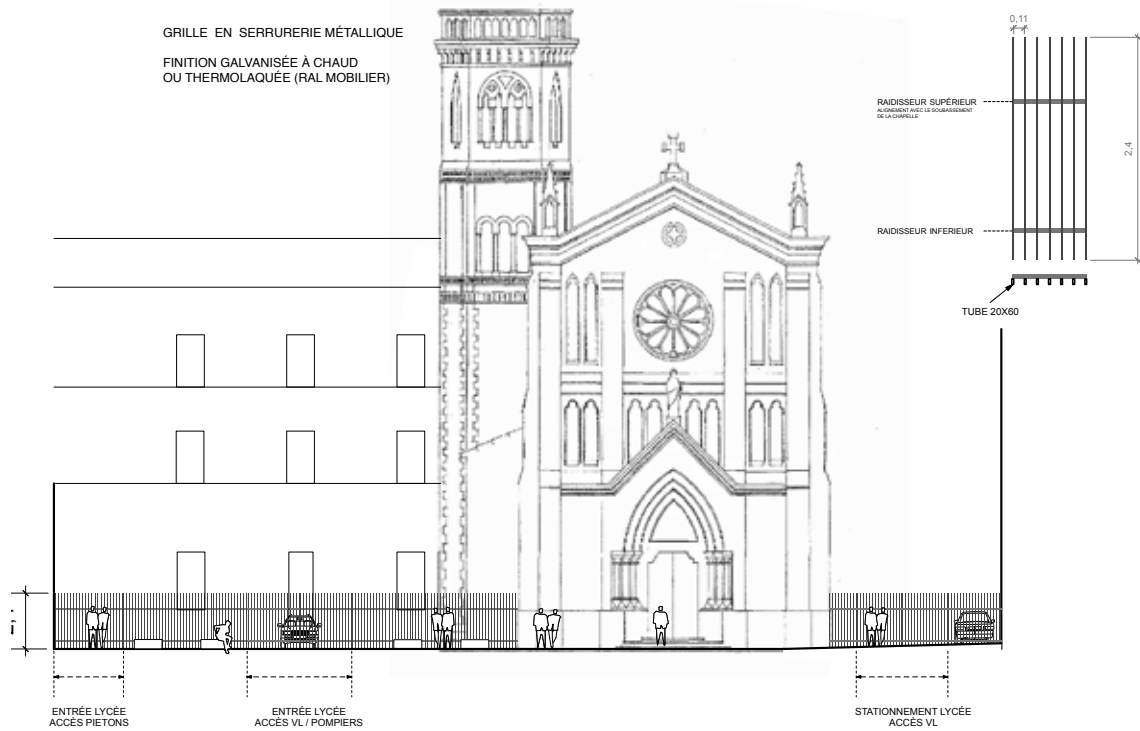 GRILLE EN SERRURERIE MÉTALLIQUE
FINITION GALVANISÉE À CHAUD
OU THERMOLAQUÉE (RAL MOBILIER)
0,11
RAIDISSEUR SUPÉRIEUR
ALIGNEMENT AVEC LE SOUBASSEMENT
DE LA CHAPELLE
2,4
RAIDISSEUR INFERIEUR
TUBE 20X60
ENTRÉE LYCÉE
ACCÈS PIETONS
ENTRÉE LYCÉE
ACCÈS VL / POMPIERS
STATIONNEMENT LYCÉE
ACCÈS VL